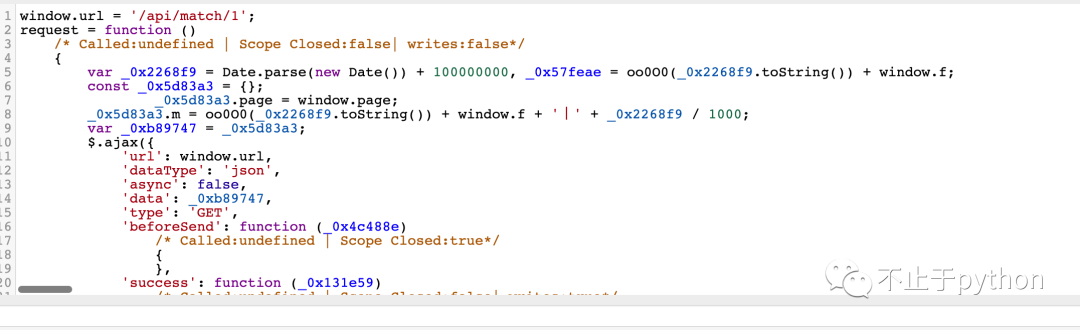 1 window.url = '/api/match/1';
2 request = function ()
3 /* Called:undefined | Scope Closed:false| writes:false*/
4 {
5 var _0x2268f9 = Date.parse(new Date()) + 100000000, _0x57feae = oo0O0(_0x2268f9.toString()) + window.f;
6 const _0x5d83a3 = {};
7 _0x5d83a3.page = window.page;
8 _0x5d83a3.m = oo0O0(_0x2268f9.toString()) + window.f + '|' + _0x2268f9 / 1000;
9 var _0xb89747 = _0x5d83a3;
10 $.ajax({
11 'url': window.url,
12 'dataType': 'json',
13 'async': false,
14 'data': _0xb89747,
15 'type': 'GET',
16 'beforeSend': function (_0x4c488e)
17 /* Called:undefined | Scope Closed:true*/
18 {
19 },
20 'success': function (_0x131e59)
不止于python